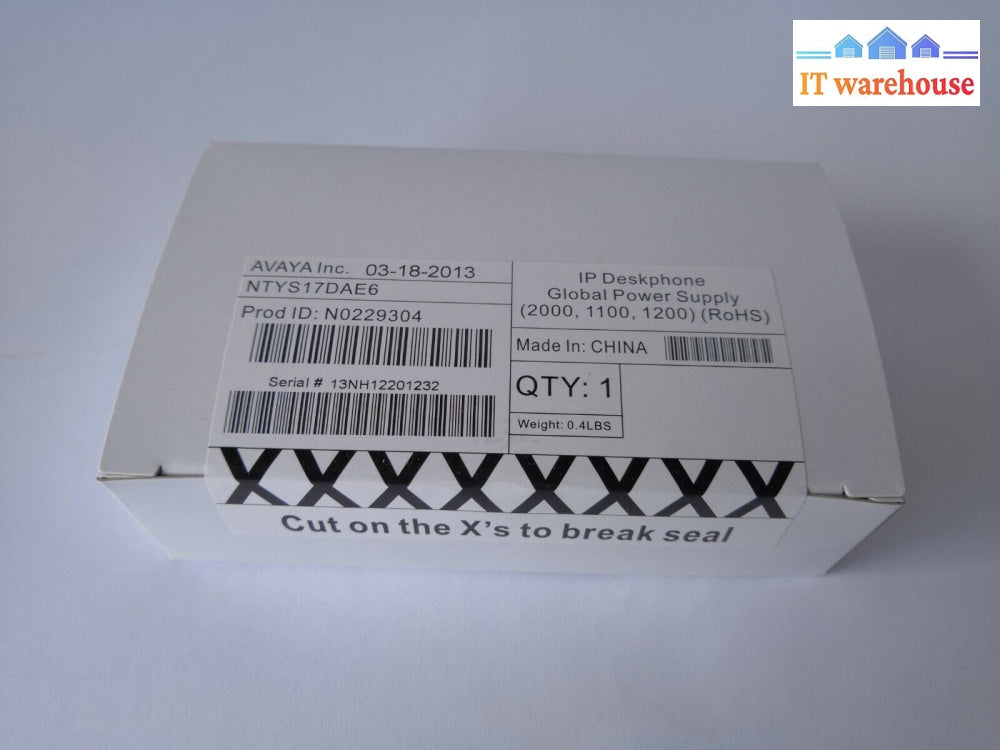 IT warehouse
AVAYA Inc. 03-18-2013
NTYS17DAE6
Prod ID: N0229304
Serial # 13NH12201232
IP Deskphone
Global Power Supply
(2000, 1100, 1200) (RoHS)
Made In: CHINA
QTY: 1
Weight: 0.4LBS
XXXXXXXX
Cut on the X's to break seal